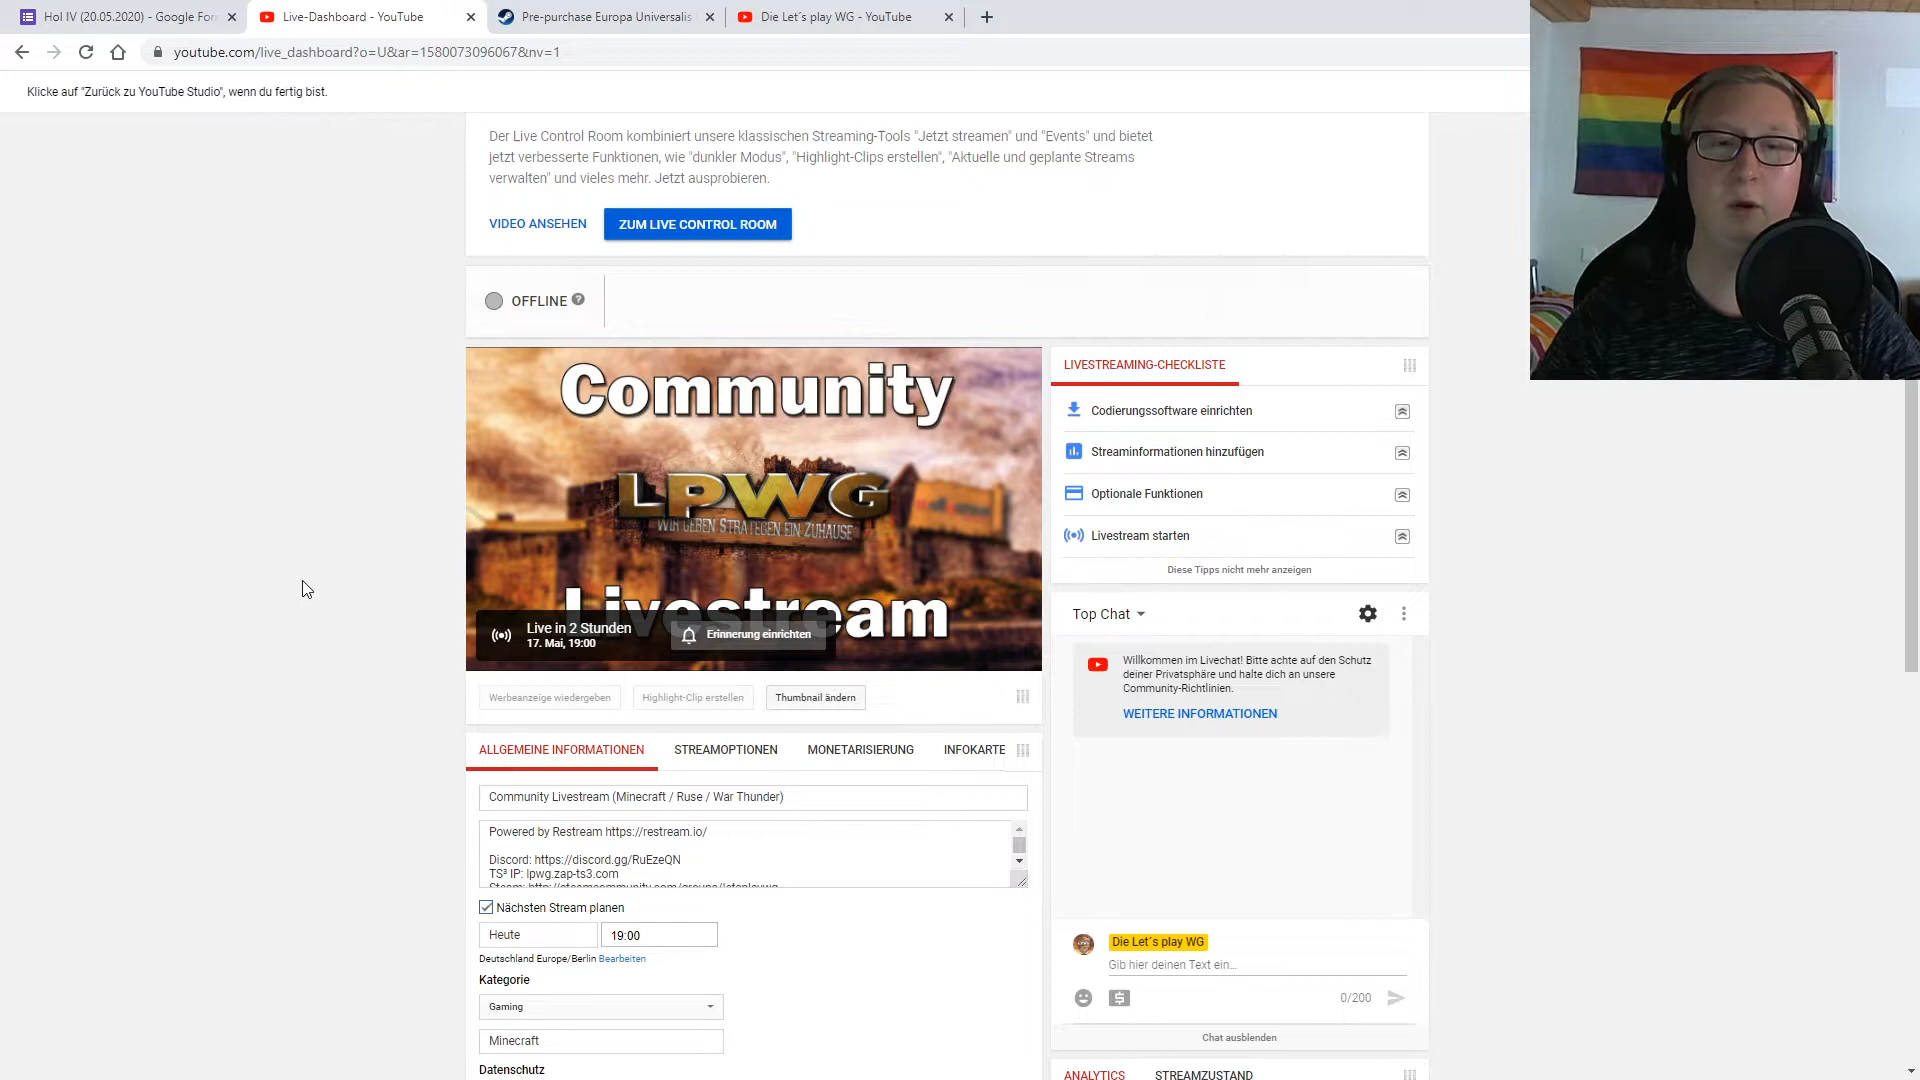 HoI IV (20.05.2020) - Google For
Live-Dashboard - YouTube
Pre-purchase Europa Universalis
Die Let´s play WG - YouTube
youtube.com/live_dashboard?o=U&ar=1580073096067&nv=1
Klicke auf "Zurück zu YouTube Studio", wenn du fertig bist.
Der Live Control Room kombiniert unsere klassischen Streaming-Tools "Jetzt streamen" und "Events" und bietet
jetzt verbesserte Funktionen, wie "dunkler Modus", "Highlight-Clips erstellen", "Aktuelle und geplante Streams
verwalten" und vieles mehr. Jetzt ausprobieren.
VIDEO ANSEHEN
ZUM LIVE CONTROL ROOM
OFFLINE
Community
LPWG
WIR GEBEN STRATEGEN EIN ZUHAUSE
Livestream
Live in 2 Stunden
17. Mai, 19:00
Erinnerung einrichten
Werbeanzeige wiedergeben
Highlight-Clip erstellen
Thumbnail ändern
ALLGEMEINE INFORMATIONEN
STREAMOPTIONEN
MONETARISIERUNG
INFOKARTE
Community Livestream (Minecraft / Ruse / War Thunder)
Powered by Restream https://restream.io/
Discord: https://discord.gg/RuEzeQN
TS³ IP: lpwg.zap-ts3.com
Steam: http://steamcommunity.com/groups/letsplaywg
Nächsten Stream planen
Heute
19:00
Deutschland Europe/Berlin Bearbeiten
Kategorie
Gaming
Minecraft
Datenschutz
LIVESTREAMING-CHECKLISTE
Codierungssoftware einrichten
Streaminformationen hinzufügen
Optionale Funktionen
Livestream starten
Diese Tipps nicht mehr anzeigen
Top Chat
Willkommen im Livechat! Bitte achte auf den Schutz
deiner Privatsphäre und halte dich an unsere
Community-Richtlinien.
WEITERE INFORMATIONEN
Die Let´s play WG
Gib hier deinen Text ein...
0/200
Chat ausblenden
ANALYTICS
STREAMZUSTAND